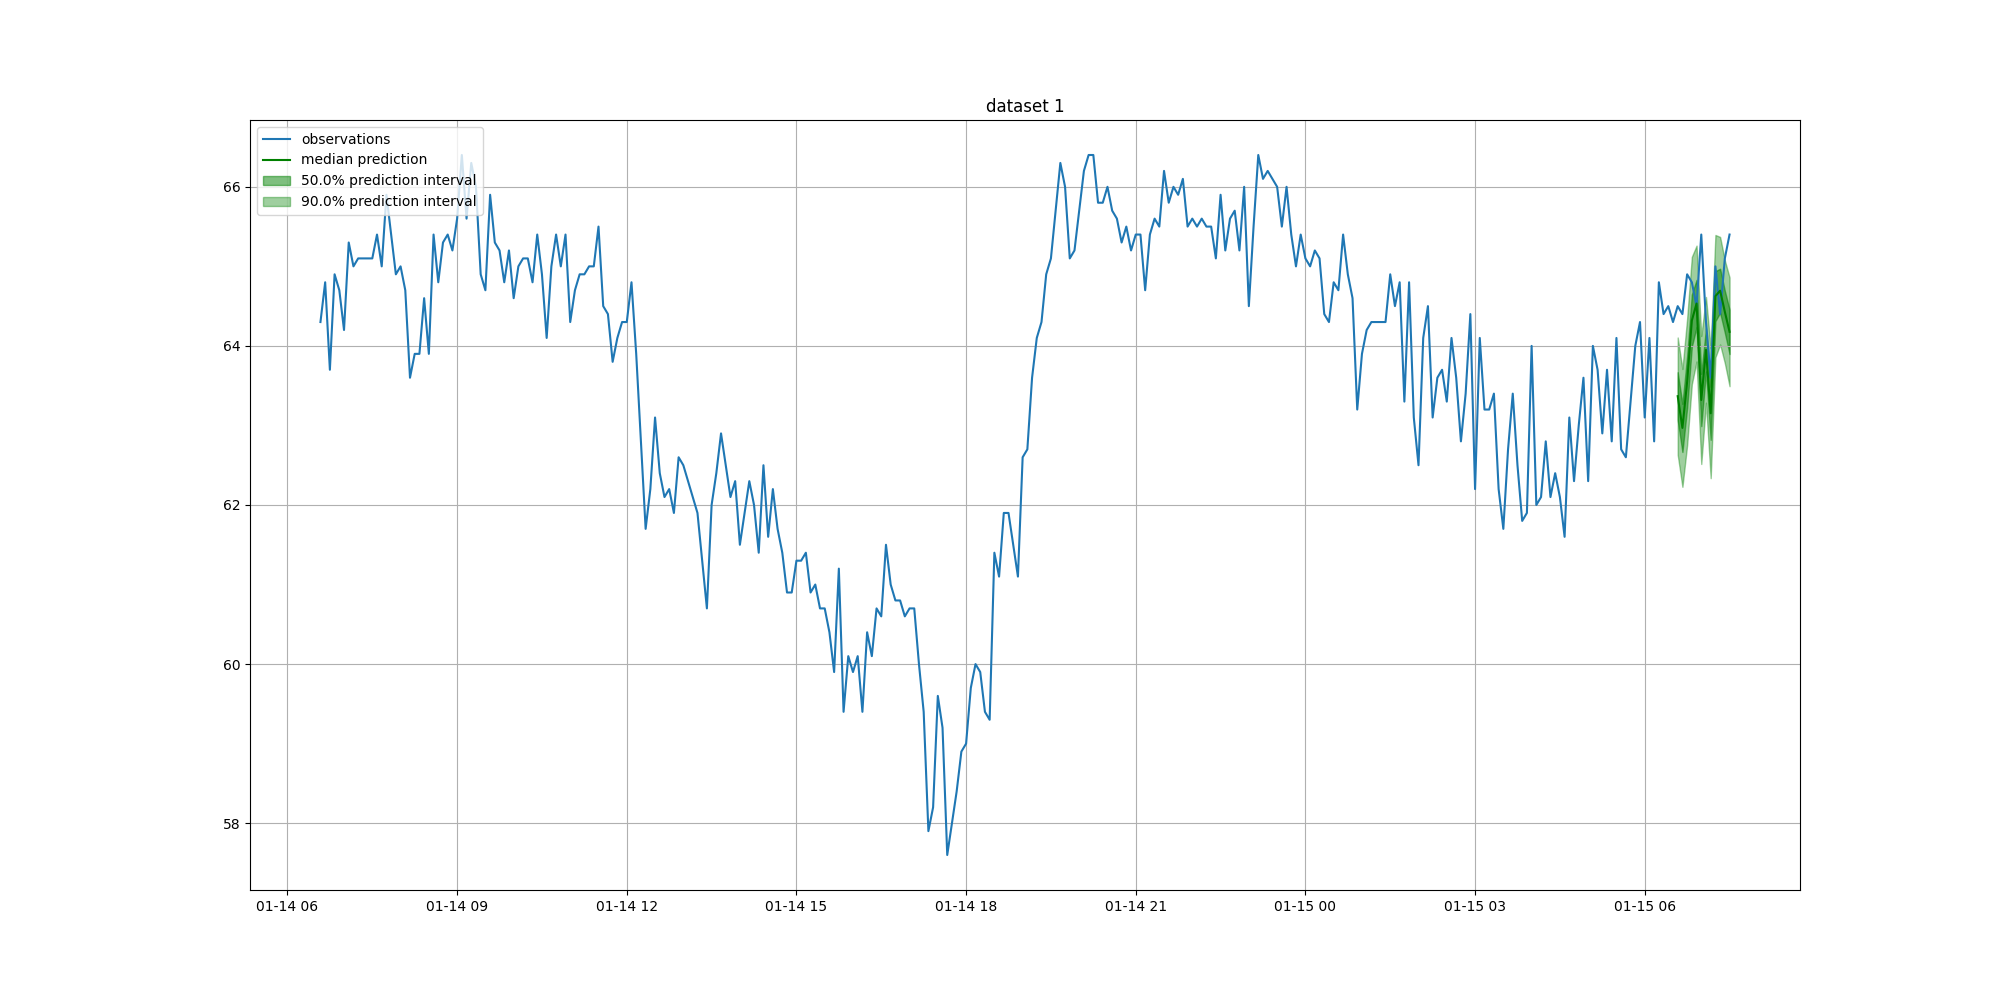 dataset 1
observations
median prediction
50.0% prediction interval
90.0% prediction interval
66
64
62
60
58
01-14 06
01-14 09
01-14 12
01-14 15
01-14 18
01-14 21
01-15 00
01-15 03
01-15 06